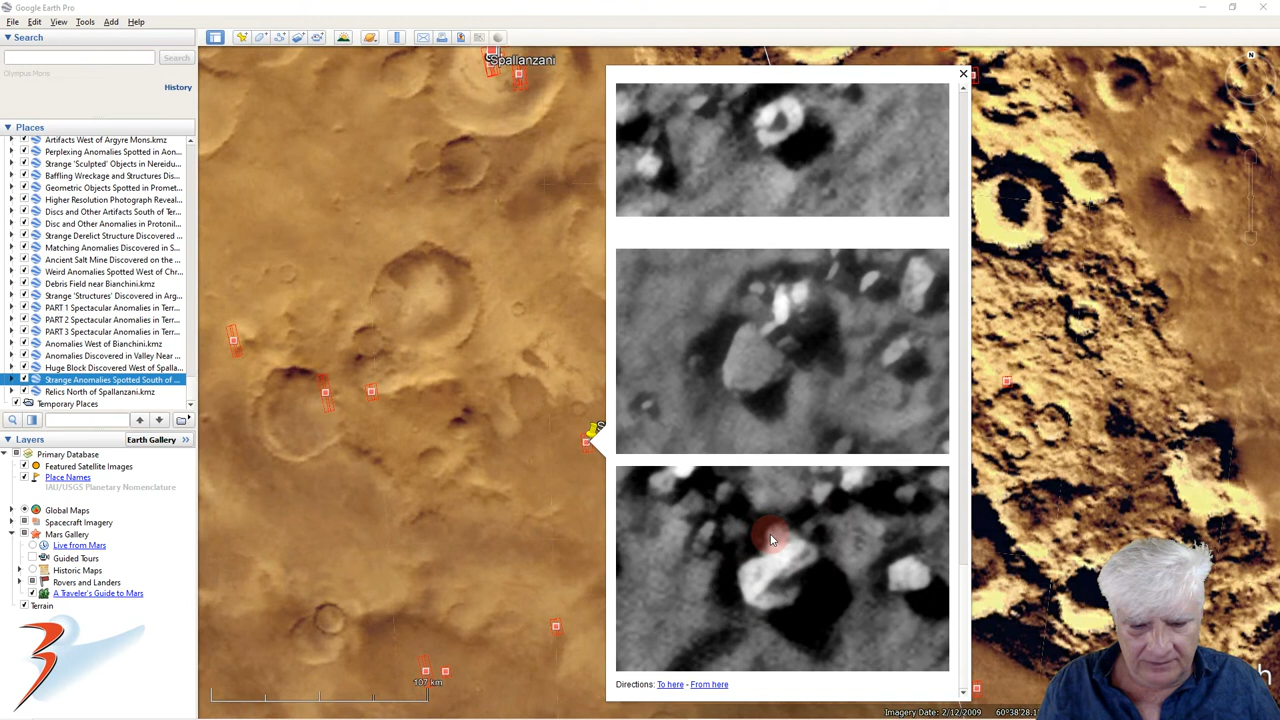 Google Earth Pro
File Edit View Tools Add Help
Search
Search
Olympus Mons
History
Places
Artifacts West of Argyre Mons.kmz
Perplexing Anomalies Spotted in Aon...
Strange 'Sculpted' Objects in Nereidu...
Baffling Wreckage and Structures Dis...
Geometric Objects Spotted in Promet...
Higher Resolution Photograph Reveal...
Discs and Other Artifacts South of Ter...
Disc and Other Anomalies in Protonil...
Strange Derelict Structure Discovered ...
Matching Anomalies Discovered in S...
Ancient Salt Mine Discovered on the ...
Weird Anomalies Spotted West of Chr...
Debris Field near Bianchini.kmz
Strange 'Structures' Discovered in Arg...
PART 1 Spectacular Anomalies in Terr...
PART 2 Spectacular Anomalies in Terr...
PART 3 Spectacular Anomalies in Terr...
Anomalies West of Bianchini.kmz
Anomalies Discovered in Valley Near ...
Huge Block Discovered West of Spalla...
Strange Anomalies Spotted South of ...
Relics North of Spallanzani.kmz
Temporary Places
Layers
Earth Gallery >>
Primary Database
Featured Satellite Images
Place Names
IAU/USGS Planetary Nomenclature
Global Maps
Spacecraft Imagery
Mars Gallery
Live from Mars
Guided Tours
Historic Maps
Rovers and Landers
A Traveler's Guide to Mars
Terrain
Spallanzani
N
S
Directions: To here - From here
107 km
Imagery Date: 2/12/2009 60°38'28.1
h